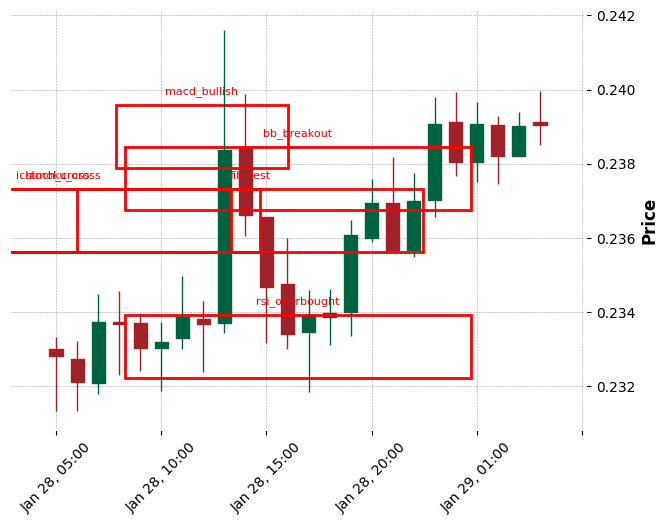 0.242
0.240
macd_bullish
bb_breakout
0.238
stoch_cross
0.236
Price
rsi_overbought
0.234
0.232
Jan 28, 05:00
Jan 28, 10:00
Jan 28, 15:00
Jan 28, 20:00
Jan 29, 01:00